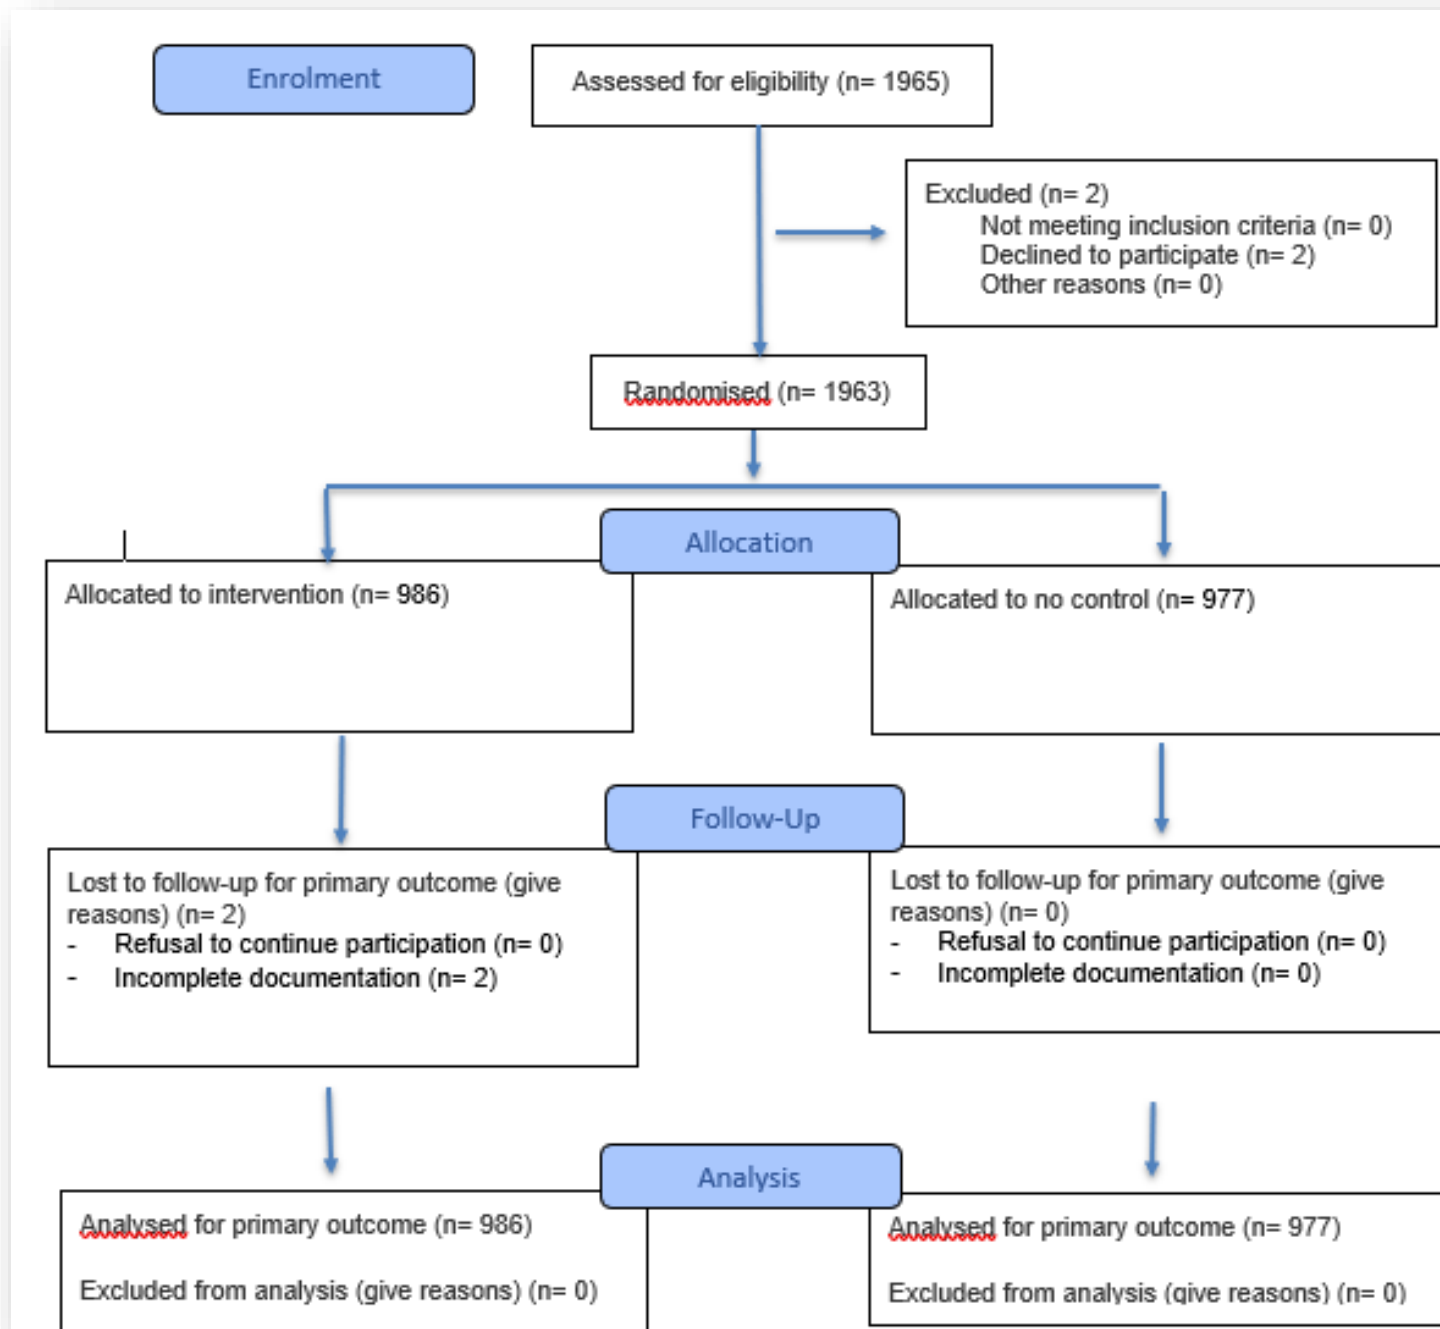 Enrolment
Assessed for eligibility (n= 1965)
Excluded (n= 2)
Not meeting inclusion criteria (n= 0)
Declined to participate (n= 2)
Other reasons (n= 0)
Randomised (n= 1963)
Allocation
Allocated to intervention (n= 986)
Allocated to no control (n= 977)
Follow-Up
Lost to follow-up for primary outcome (give
reasons) (n= 2)
- Refusal to continue participation (n= 0)
- Incomplete documentation (n= 2)
Lost to follow-up for primary outcome (give
reasons) (n= 0)
- Refusal to continue participation (n= 0)
- Incomplete documentation (n= 0)
Analysis
Analysed for primary outcome (n= 986)
Excluded from analysis (give reasons) (n= 0)
Analysed for primary outcome (n= 977)
Excluded from analysis (give reasons) (n= 0)